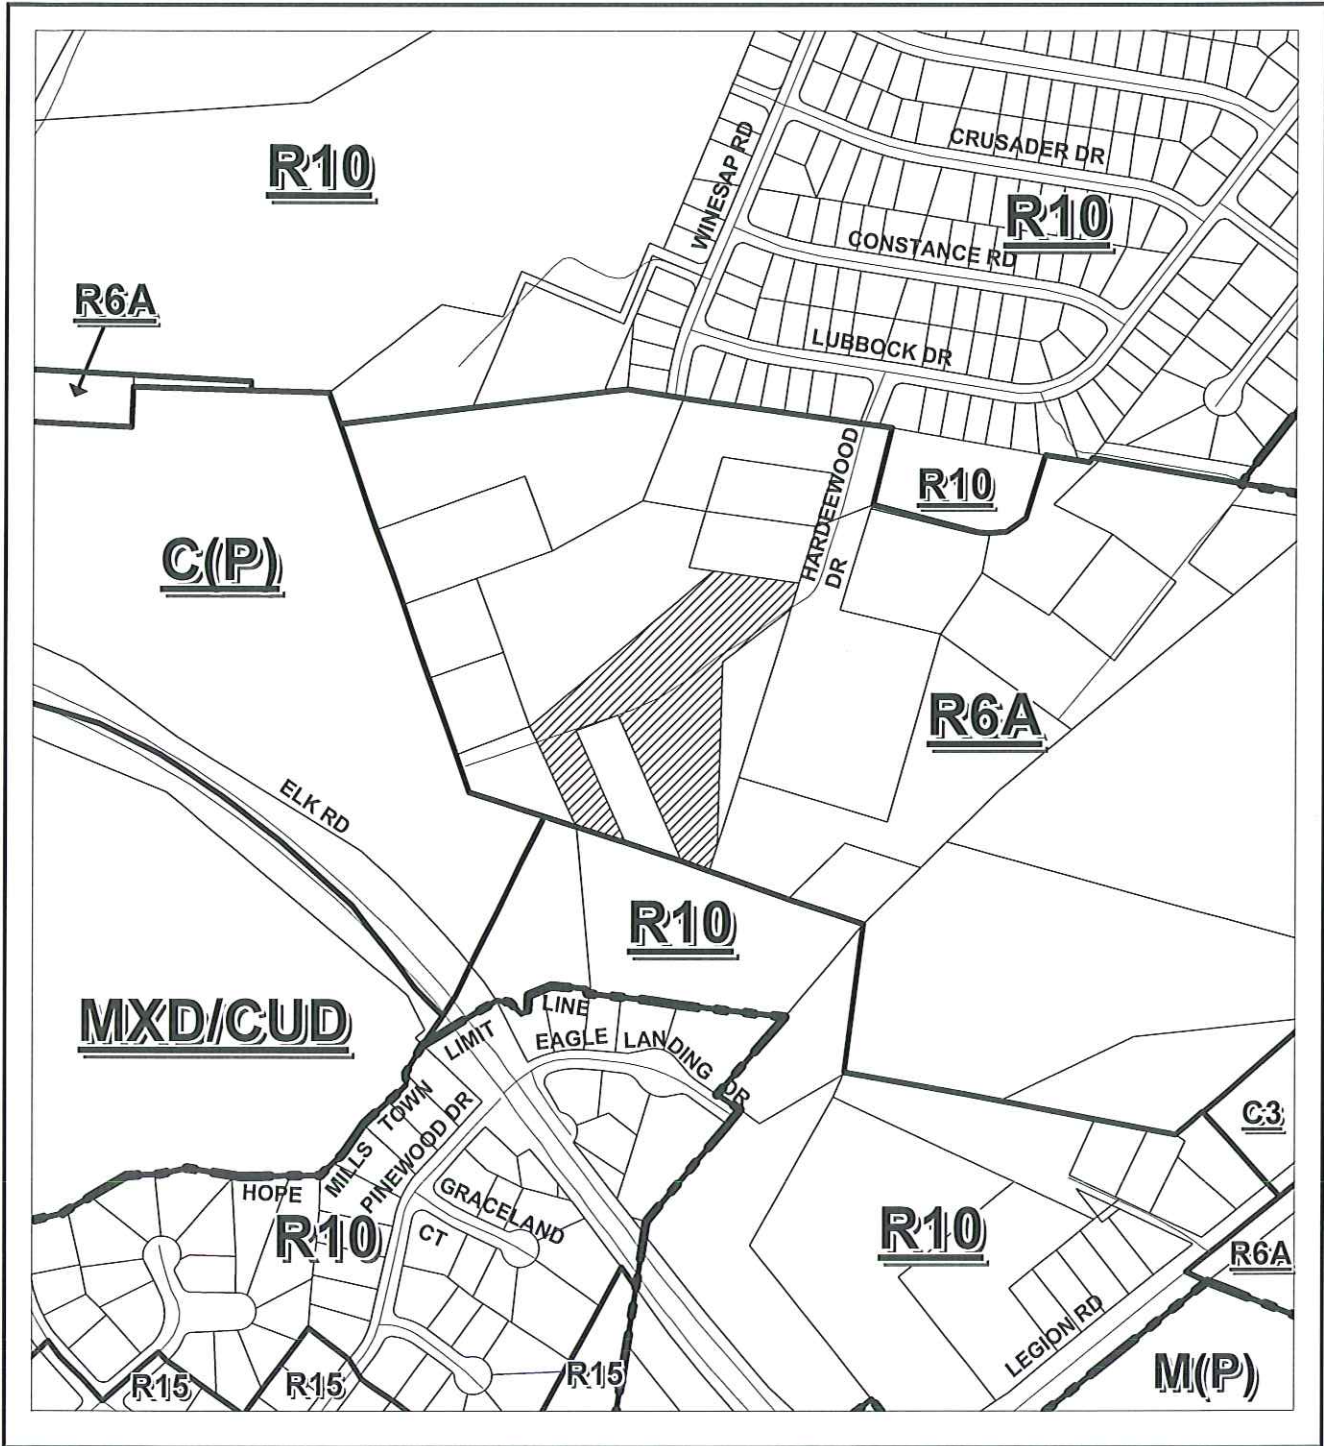 R10
WINESAP RD
CRUSADER DR
R10
CONSTANCE RD
LUBBOCK DR
R6A
HARDEEWOOD
DR
R10
C(P)
R6A
ELK RD
R10
MXD/CUD
LIMIT
LINE
EAGLE LANDING DR
MILLS TOWN
PINEWOOD DR
HOPE
R10
GRACELAND
CT
R10
C3
R6A
LEGION RD
R15
R15
R15
M(P)